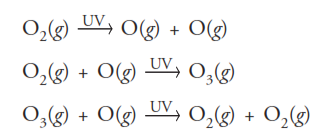 O₂(g) UV→ O(g) + O(g)
O₂(g) + O(g) UV→ O₃(g)
O₃(g) + O(g) UV→ O₂(g) + O₂(g)